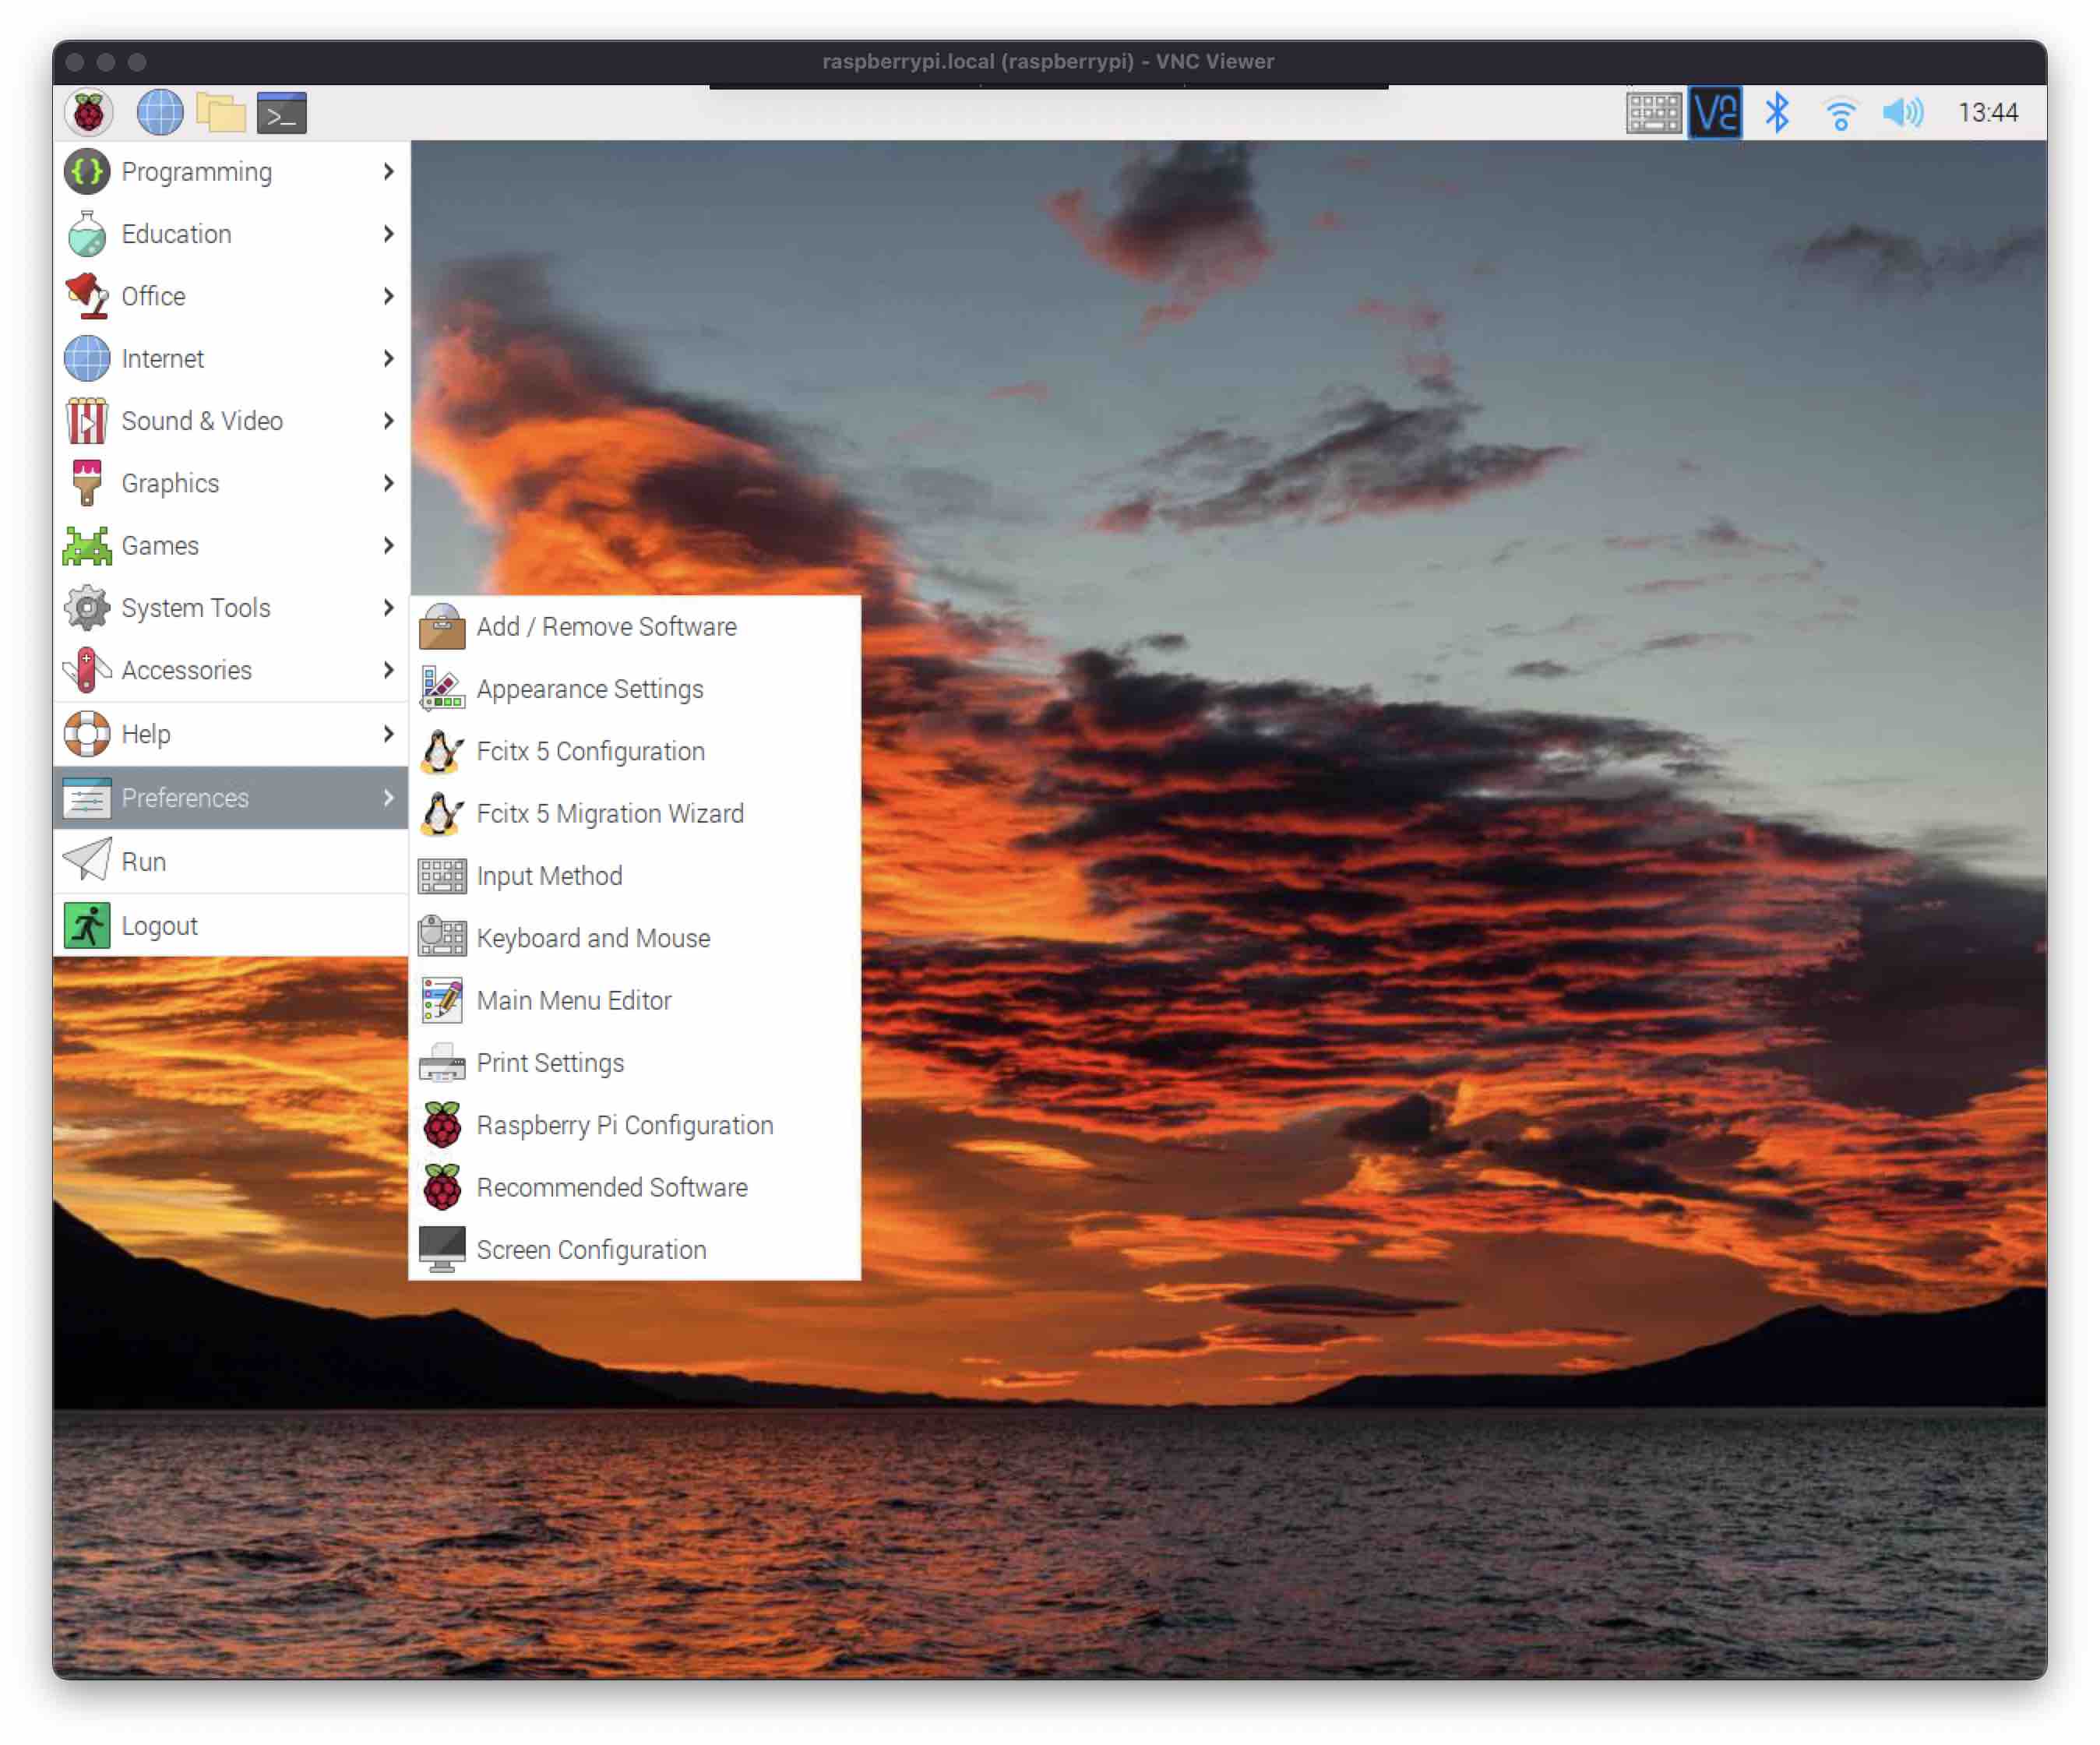 raspberrypi.local (raspberrypi) - VNC Viewer
>_
V2
13:44
Programming
Education
Office
Internet
Sound & Video
Graphics
Games
System Tools
Accessories
Help
Preferences
Run
Logout
Add / Remove Software
Appearance Settings
Fcitx 5 Configuration
Fcitx 5 Migration Wizard
Input Method
Keyboard and Mouse
Main Menu Editor
Print Settings
Raspberry Pi Configuration
Recommended Software
Screen Configuration